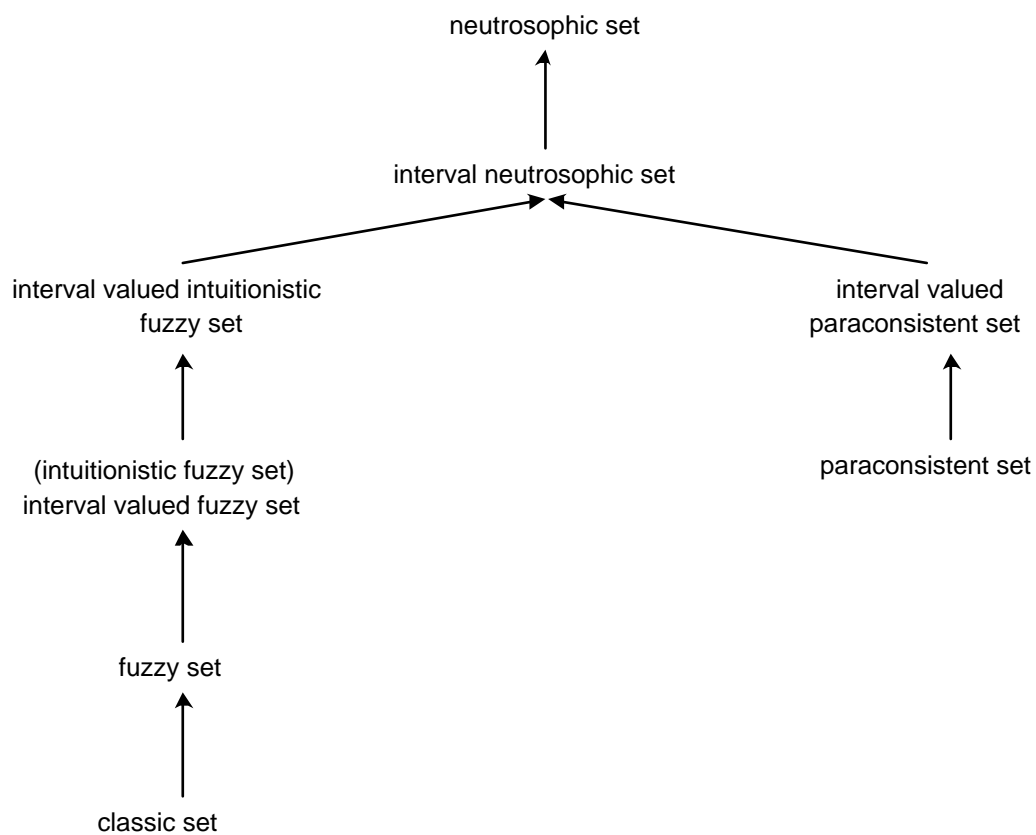 neutrosophic set
interval neutrosophic set
interval valued intuitionistic
fuzzy set
interval valued
paraconsistent set
(intuitionistic fuzzy set)
interval valued fuzzy set
paraconsistent set
fuzzy set
classic set